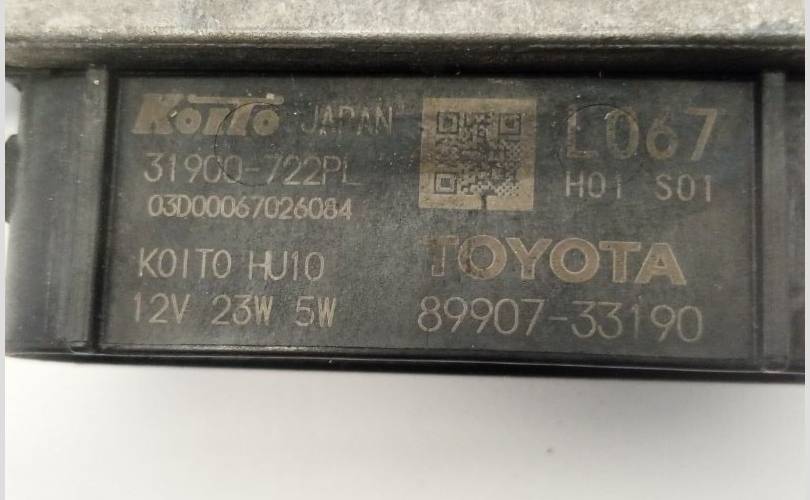 KOITO JAPAN
31900-722PL
03D00067026084
L067
H01 S01
KOITO HU10
12V 23W 5W
TOYOTA
89907-33190